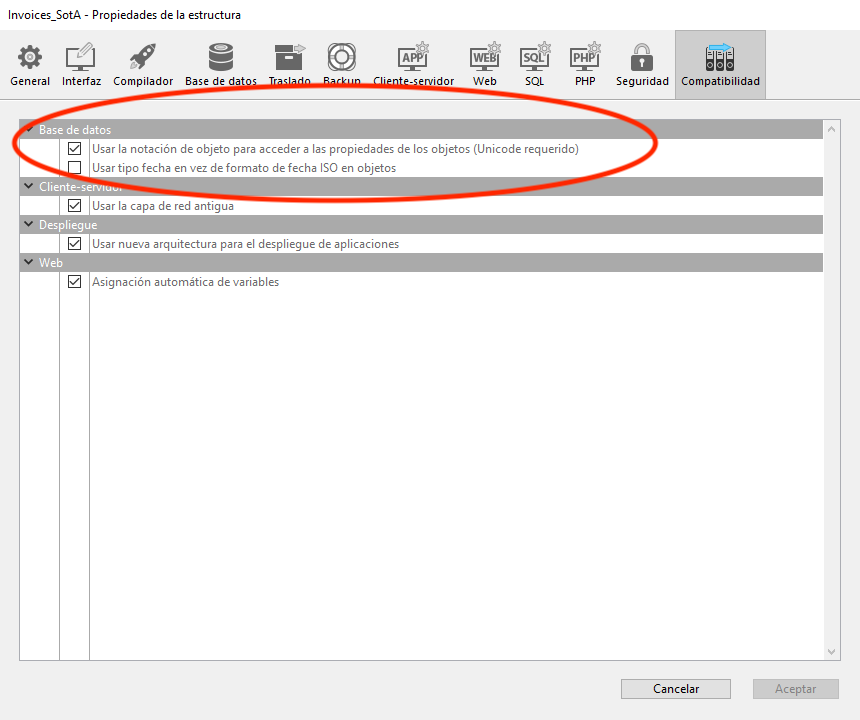 Invoices_SotA - Propiedades de la estructura
APP WEB SQL PHP
General Interfaz Compilador Base de datos Traslado Backup Cliente-servidor Web SQL PHP Seguridad Compatibilidad
Base de datos
Usar la notación de objeto para acceder a las propiedades de los objetos (Unicode requerido)
Usar tipo fecha en vez de formato de fecha ISO en objetos
Cliente-servidor
Usar la capa de red antigua
Despliegue
Usar nueva arquitectura para el despliegue de aplicaciones
Web
Asignación automática de variables
Cancelar Aceptar